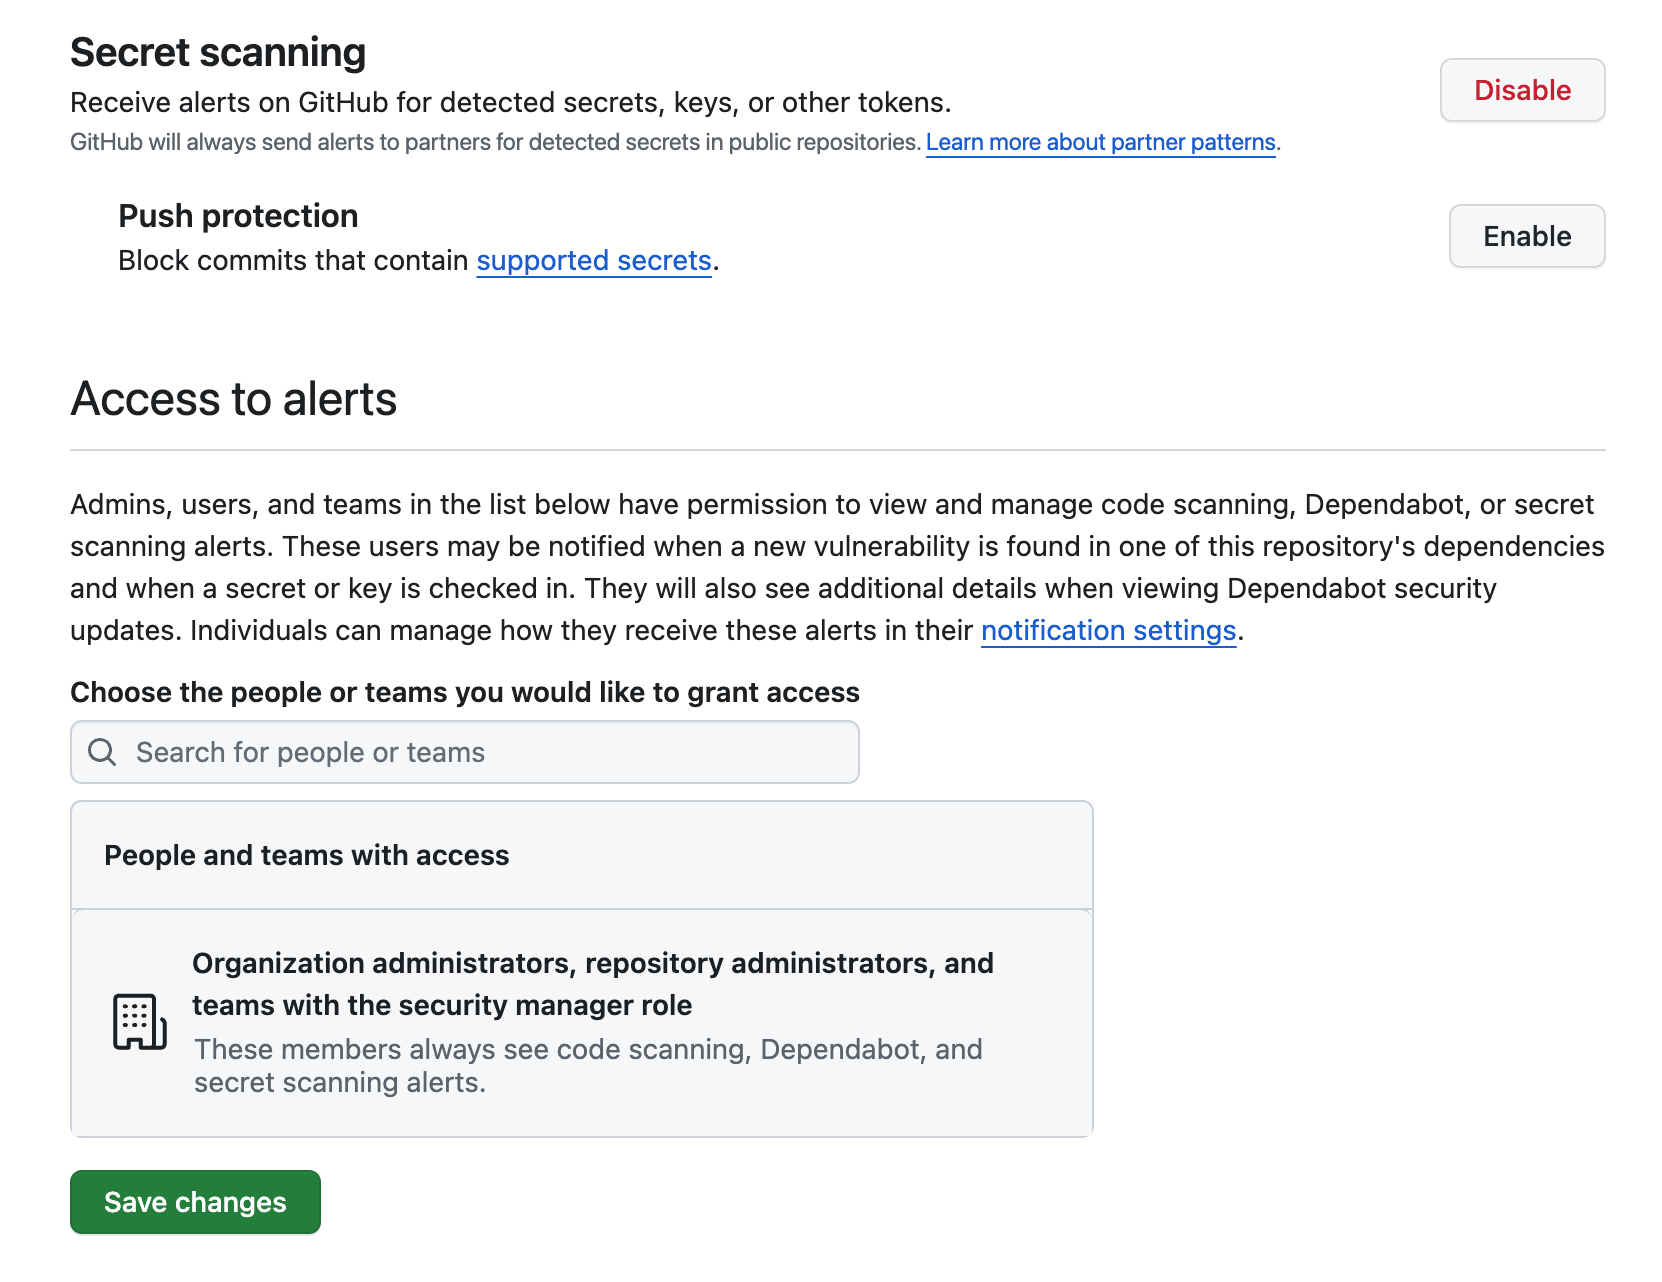 Secret scanning
Disable
Receive alerts on GitHub for detected secrets, keys, or other tokens.
GitHub will always send alerts to partners for detected secrets in public repositories. Learn more about partner patterns.
Push protection
Enable
Block commits that contain supported secrets.
Access to alerts
Admins, users, and teams in the list below have permission to view and manage code scanning, Dependabot, or secret
scanning alerts. These users may be notified when a new vulnerability is found in one of this repository's dependencies
and when a secret or key is checked in. They will also see additional details when viewing Dependabot security
updates. Individuals can manage how they receive these alerts in their notification settings.
Choose the people or teams you would like to grant access
Search for people or teams
People and teams with access
Organization administrators, repository administrators, and
teams with the security manager role
These members always see code scanning, Dependabot, and
secret scanning alerts.
Save changes